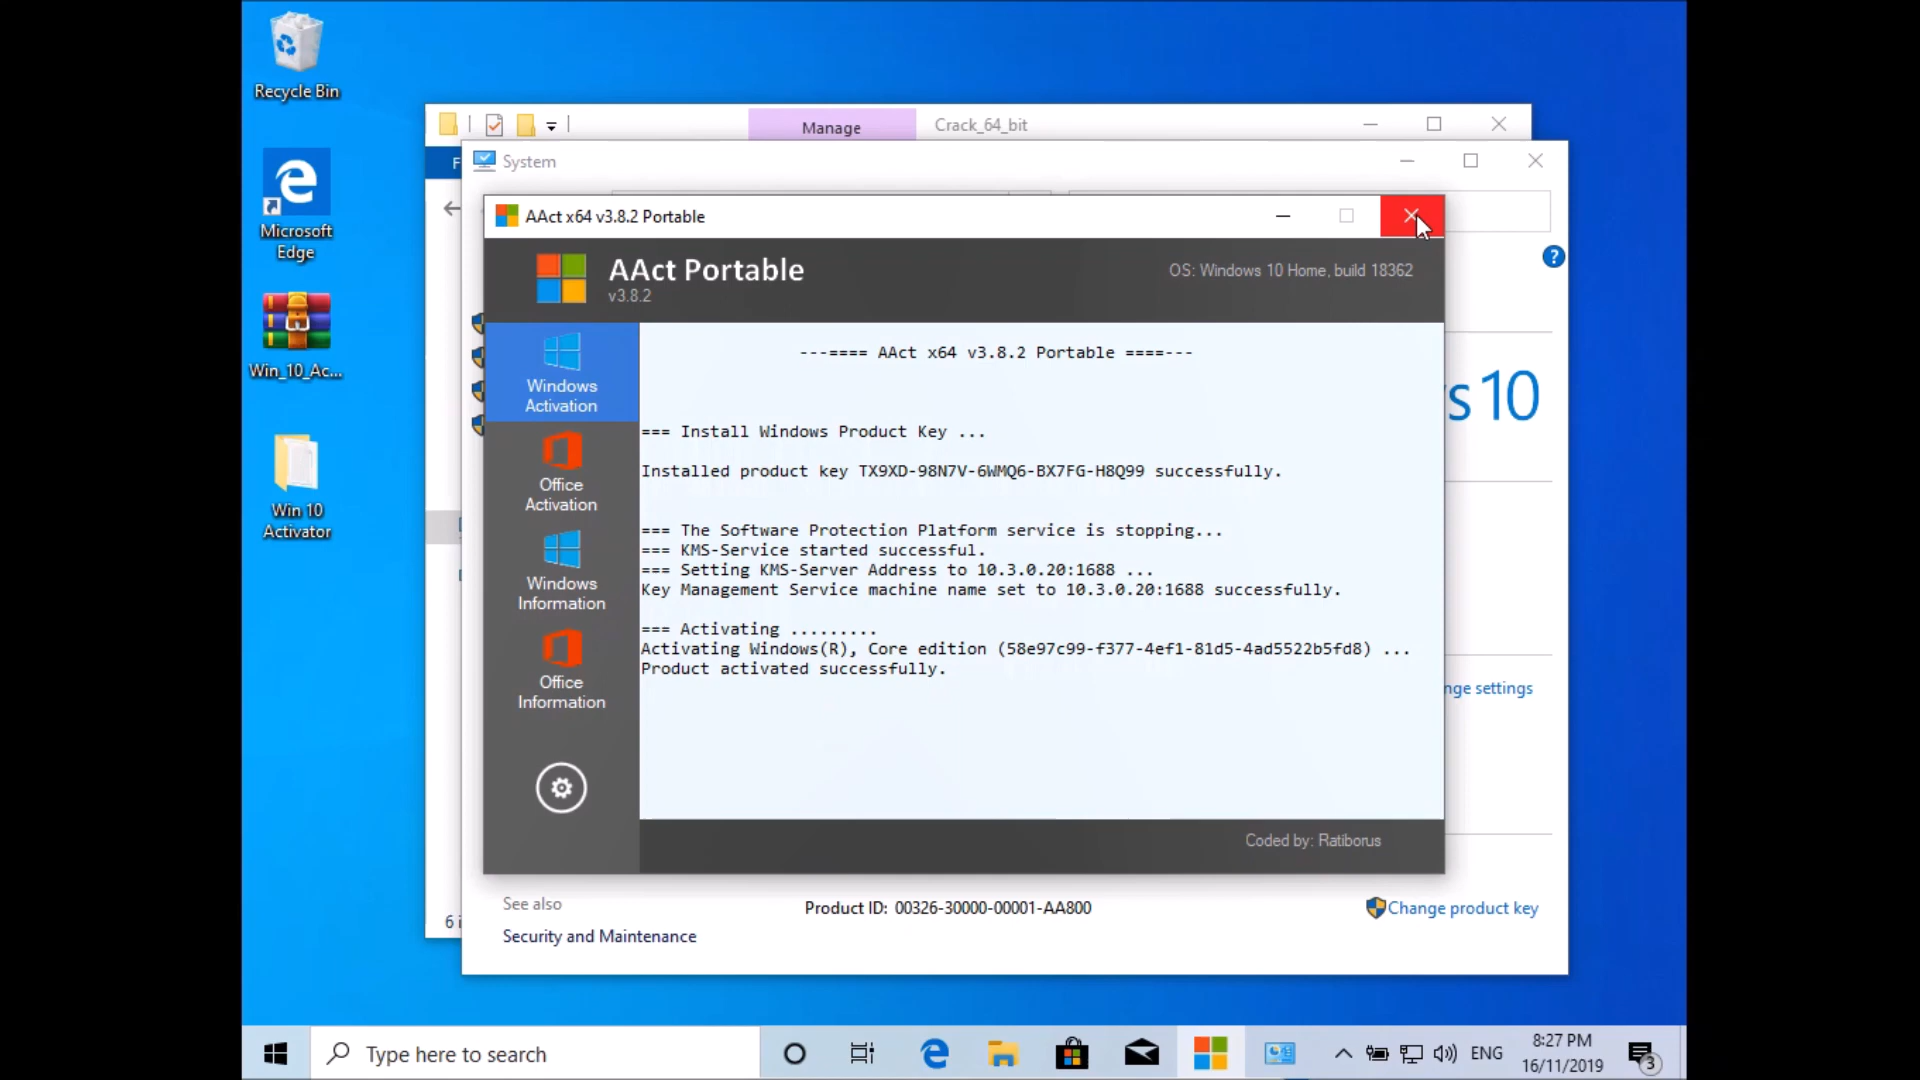 Recycle Bin
Microsoft
Edge
Win_10_Ac...
Win 10
Activator
Manage
Crack_64_bit
F
System
AAct x64 v3.8.2 Portable
AAct Portable
v3.8.2
OS: Windows 10 Home, build 18362
?
Windows
Activation
Office
Activation
Windows
Information
Office
Information
---==== AAct x64 v3.8.2 Portable ====---
=== Install Windows Product Key ...
Installed product key TX9XD-98N7V-6WMQ6-BX7FG-H8Q99 successfully.
=== The Software Protection Platform service is stopping...
=== KMS-Service started successful.
=== Setting KMS-Server Address to 10.3.0.20:1688 ...
Key Management Service machine name set to 10.3.0.20:1688 successfully.
=== Activating .........
Activating Windows(R), Core edition (58e97c99-f377-4ef1-81d5-4ad5522b5fd8) ...
Product activated successfully.
Coded by: Ratiborus
s 10
nge settings
See also
Product ID: 00326-30000-00001-AA800
Change product key
6 i
Security and Maintenance
Type here to search
ENG
8:27 PM
16/11/2019
3